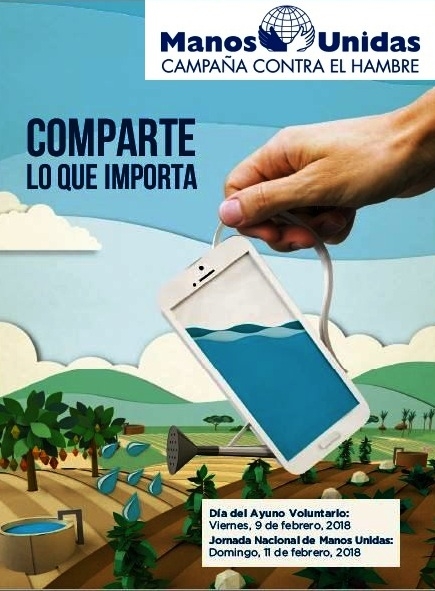 Manos Unidas
CAMPAÑA CONTRA EL HAMBRE
COMPARTE
LO QUE IMPORTA
Día del Ayuno Voluntario:
Viernes, 9 de febrero, 2018
Jornada Nacional de Manos Unidas:
Domingo, 11 de febrero, 2018